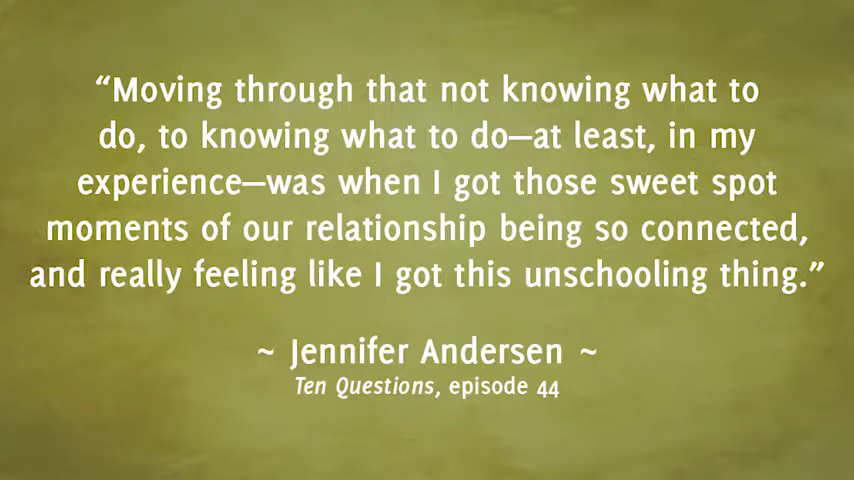 “Moving through that not knowing what to
do, to knowing what to do—at least, in my
experience—was when I got those sweet spot
moments of our relationship being so connected,
and really feeling like I got this unschooling thing.”
~ Jennifer Andersen ~
Ten Questions, episode 44